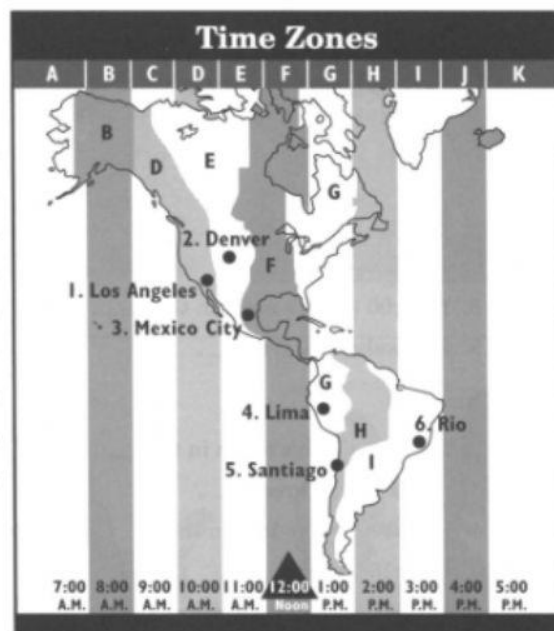 Time Zones
A B C D E F G H I J K
B
D
E
G
2. Denver
F
1. Los Angeles
3. Mexico City
G
4. Lima
H
6. Rio
5. Santiago
I
7:00 8:00 9:00 10:00 11:00 12:00 1:00 2:00 3:00 4:00 5:00
A.M. A.M. A.M. A.M. A.M. Noon P.M. P.M. P.M. P.M. P.M.